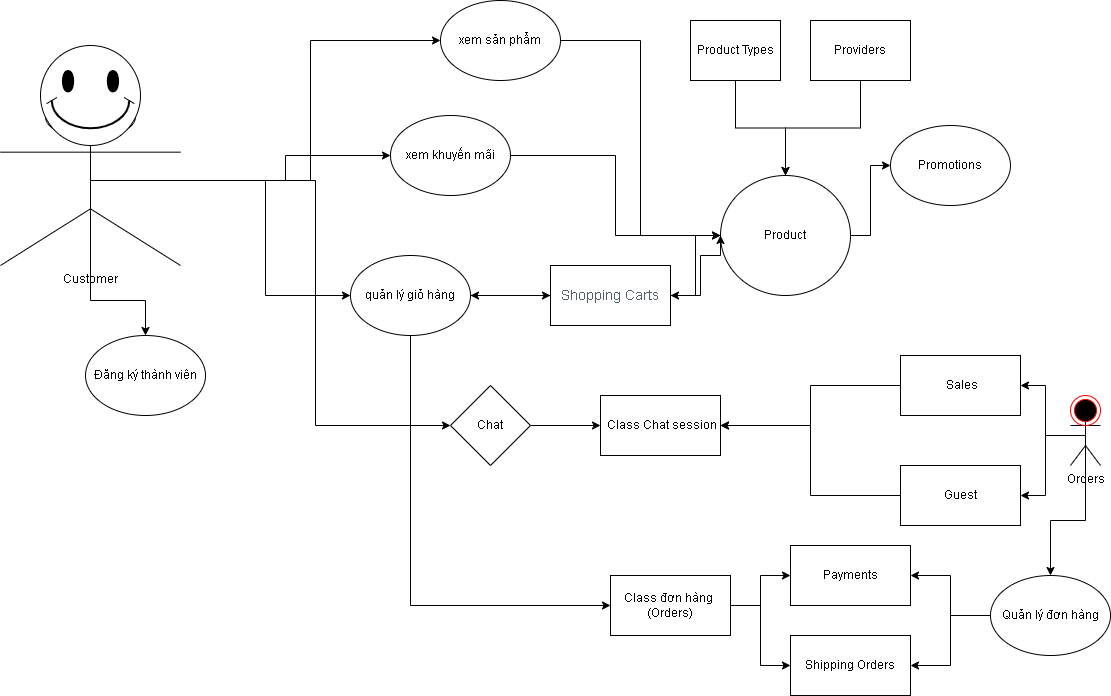 xem sản phẩm
Product Types
Providers
xem khuyến mãi
Promotions
Product
Customer
quản lý giỏ hàng
Shopping Carts
Đăng ký thành viên
Sales
Chat
Class Chat session
Orders
Guest
Payments
Class đơn hàng
(Orders)
Quản lý đơn hàng
Shipping Orders